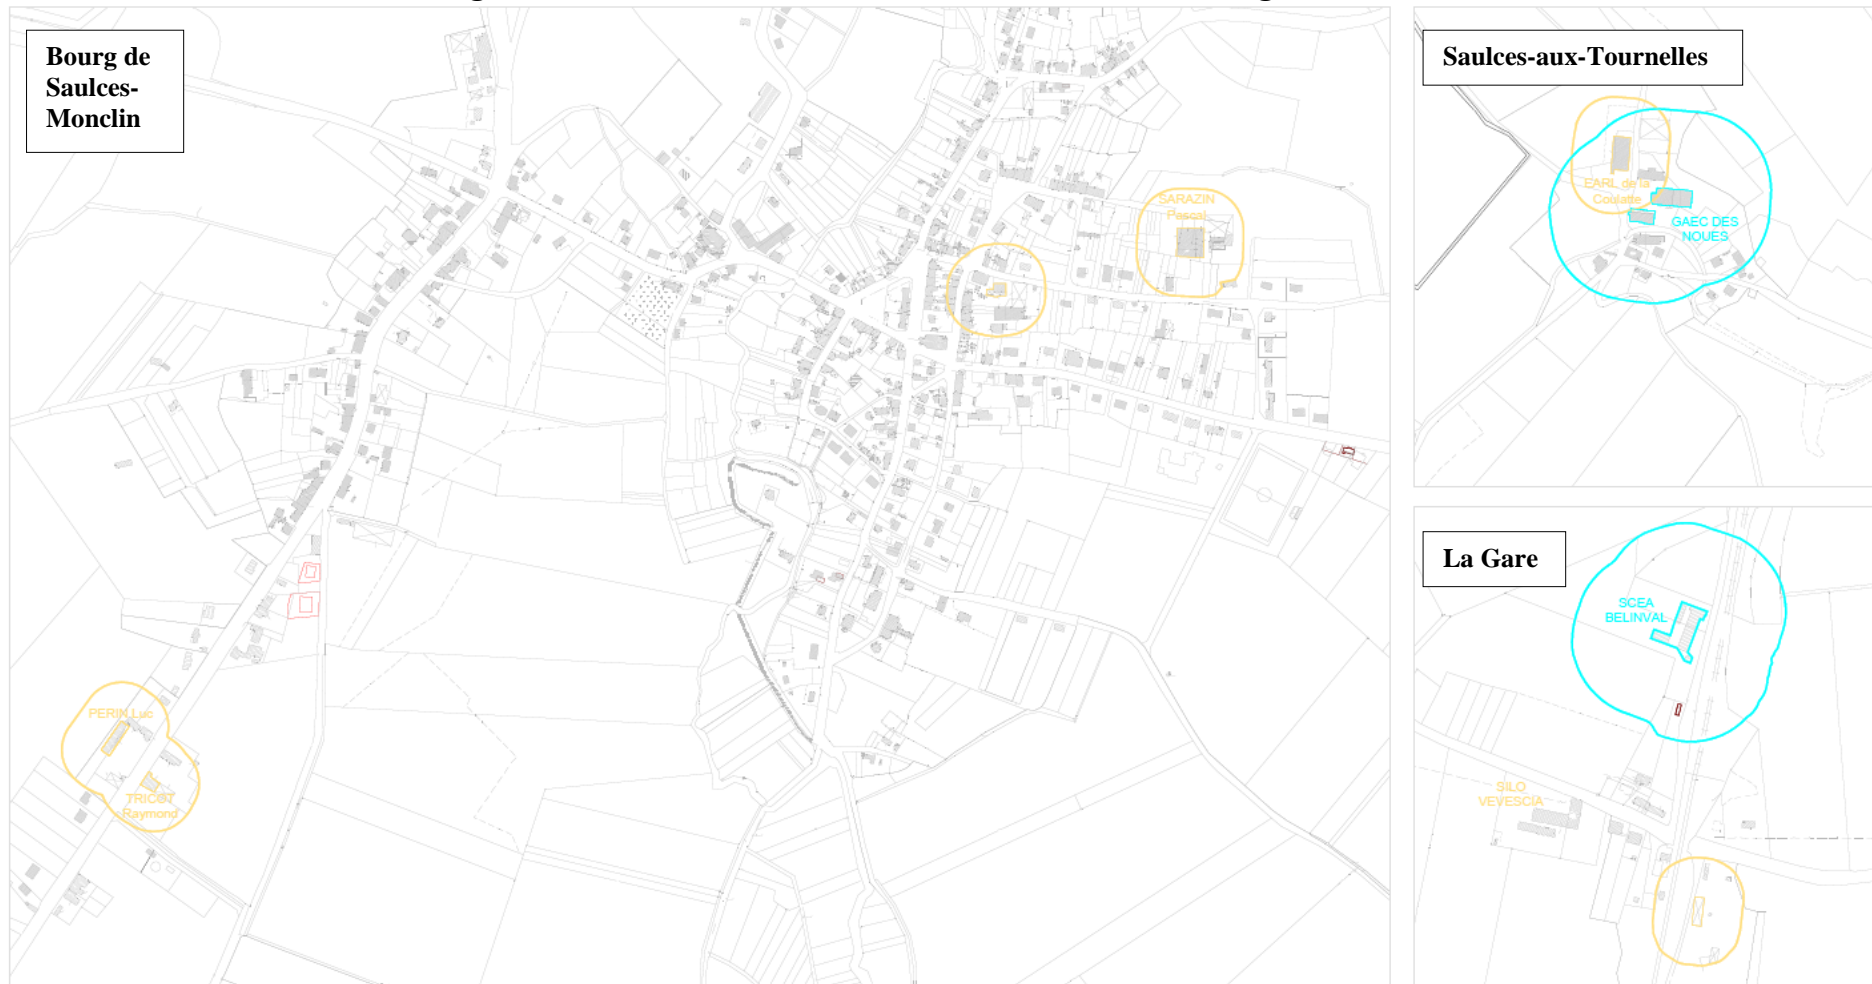 Bourg de
Saulces-
Monclin
SARAZIN
Pascal
PERIN Luc
TRICOT
Raymond
Saulces-aux-Tournelles
EARL de la
Coulatte
GAEC DES
NOUES
La Gare
SCEA
BELINVAL
SILO
VEVESCIA